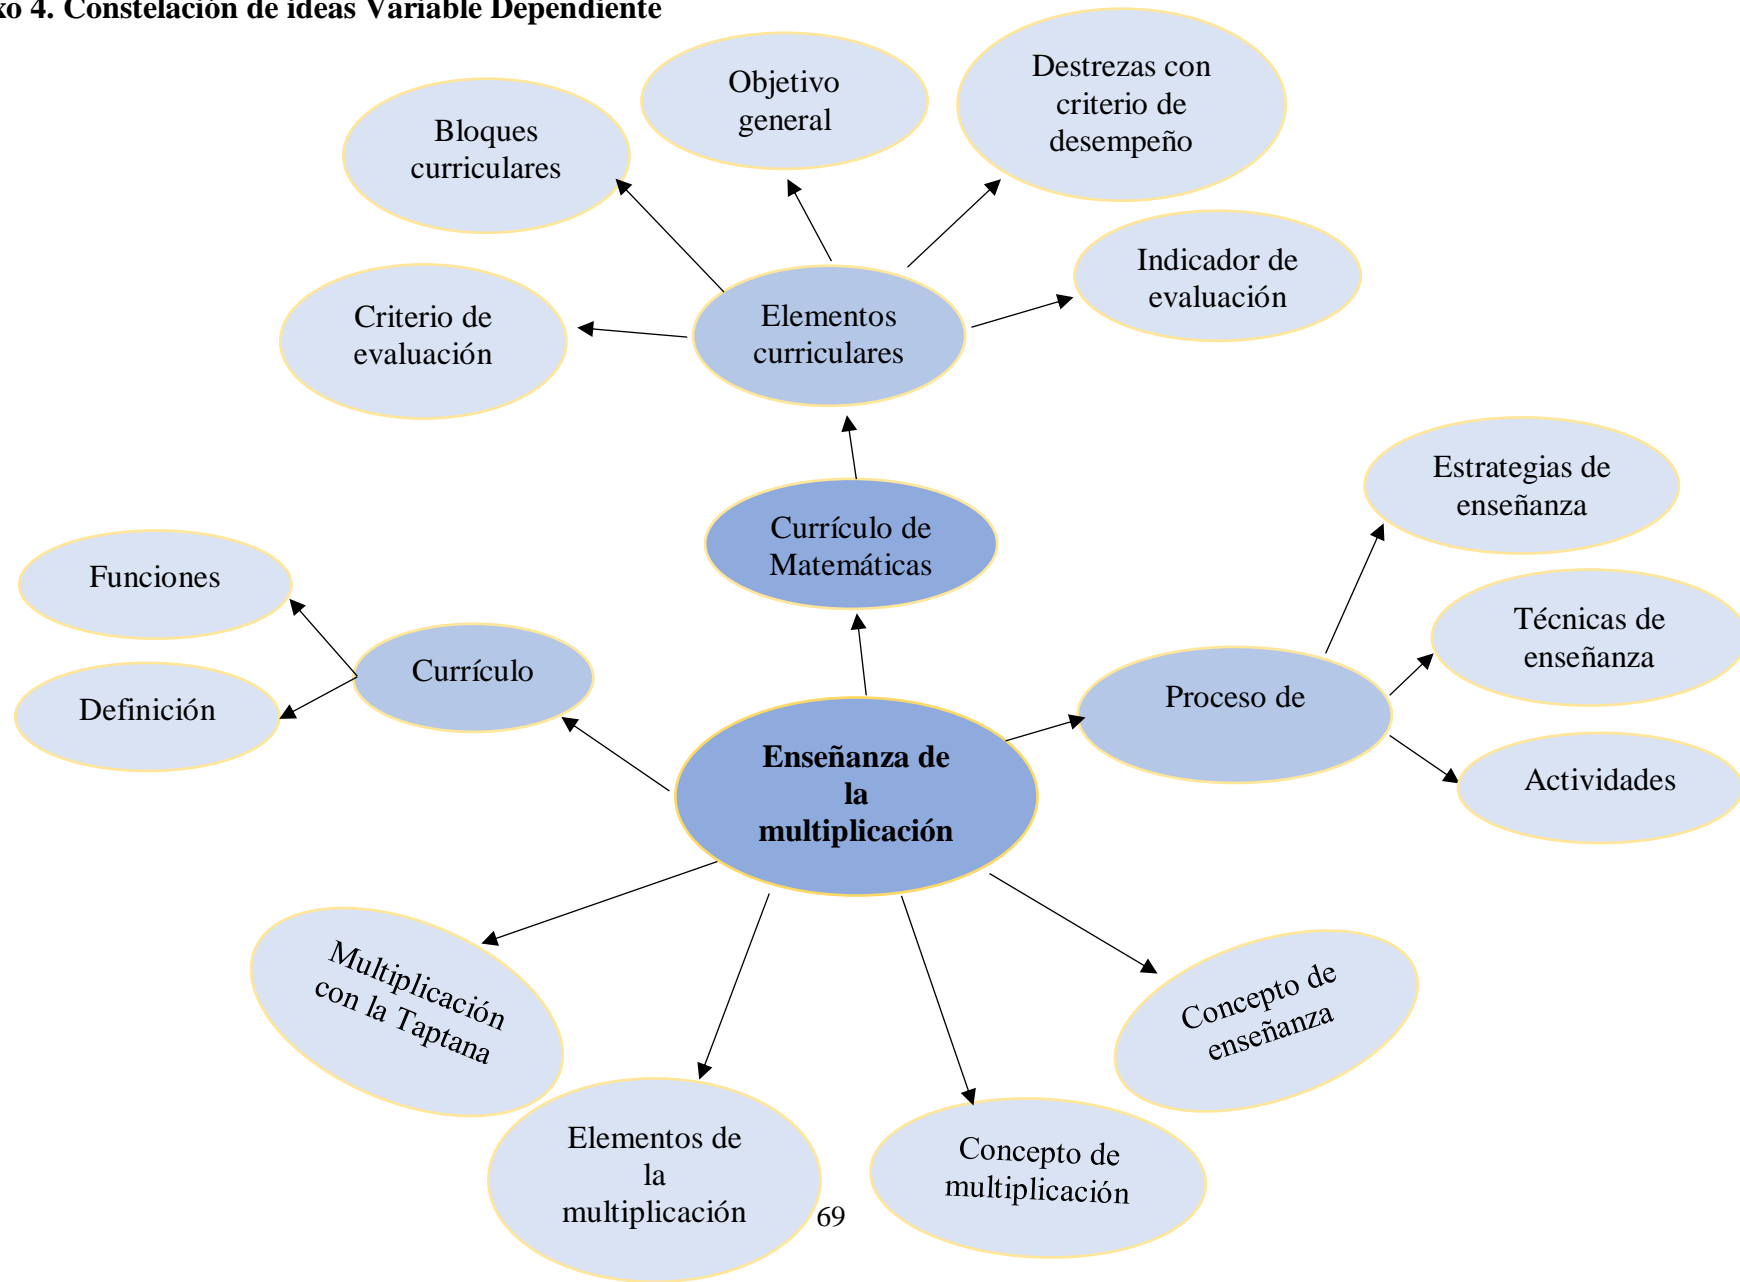 xo 4. Constelación de ideas Variable Dependiente
Objetivo
general
Destrezas con
criterio de
desempeño
Bloques
curriculares
Indicador de
evaluación
Criterio de
evaluación
Elementos
curriculares
Estrategias de
enseñanza
Currículo de
Matemáticas
Funciones
Técnicas de
enseñanza
Currículo
Definición
Proceso de
Actividades
Enseñanza de
la
multiplicación
Multiplicación
con la Taptana
Concepto de
enseñanza
Elementos de
la
multiplicación
Concepto de
multiplicación
69